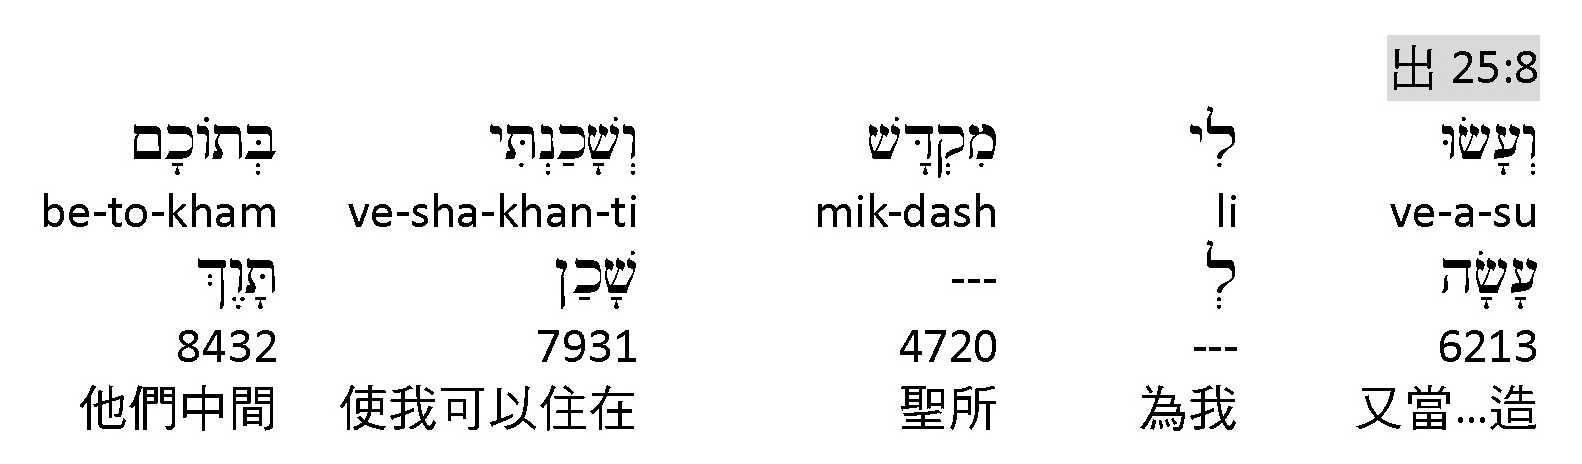 出 25:8
וְעָשׂוּ לִי מִקְדָּשׁ וְשָׁכַנְתִּי בְּתוֹכָם
ve-a-su li mik-dash ve-sha-khan-ti be-to-kham
עָשָׂה לְ --- שָׁכַן תָּוֶךְ
6213 --- 4720 7931 8432
又當...造 為我 聖所 使我可以住在 他們中間